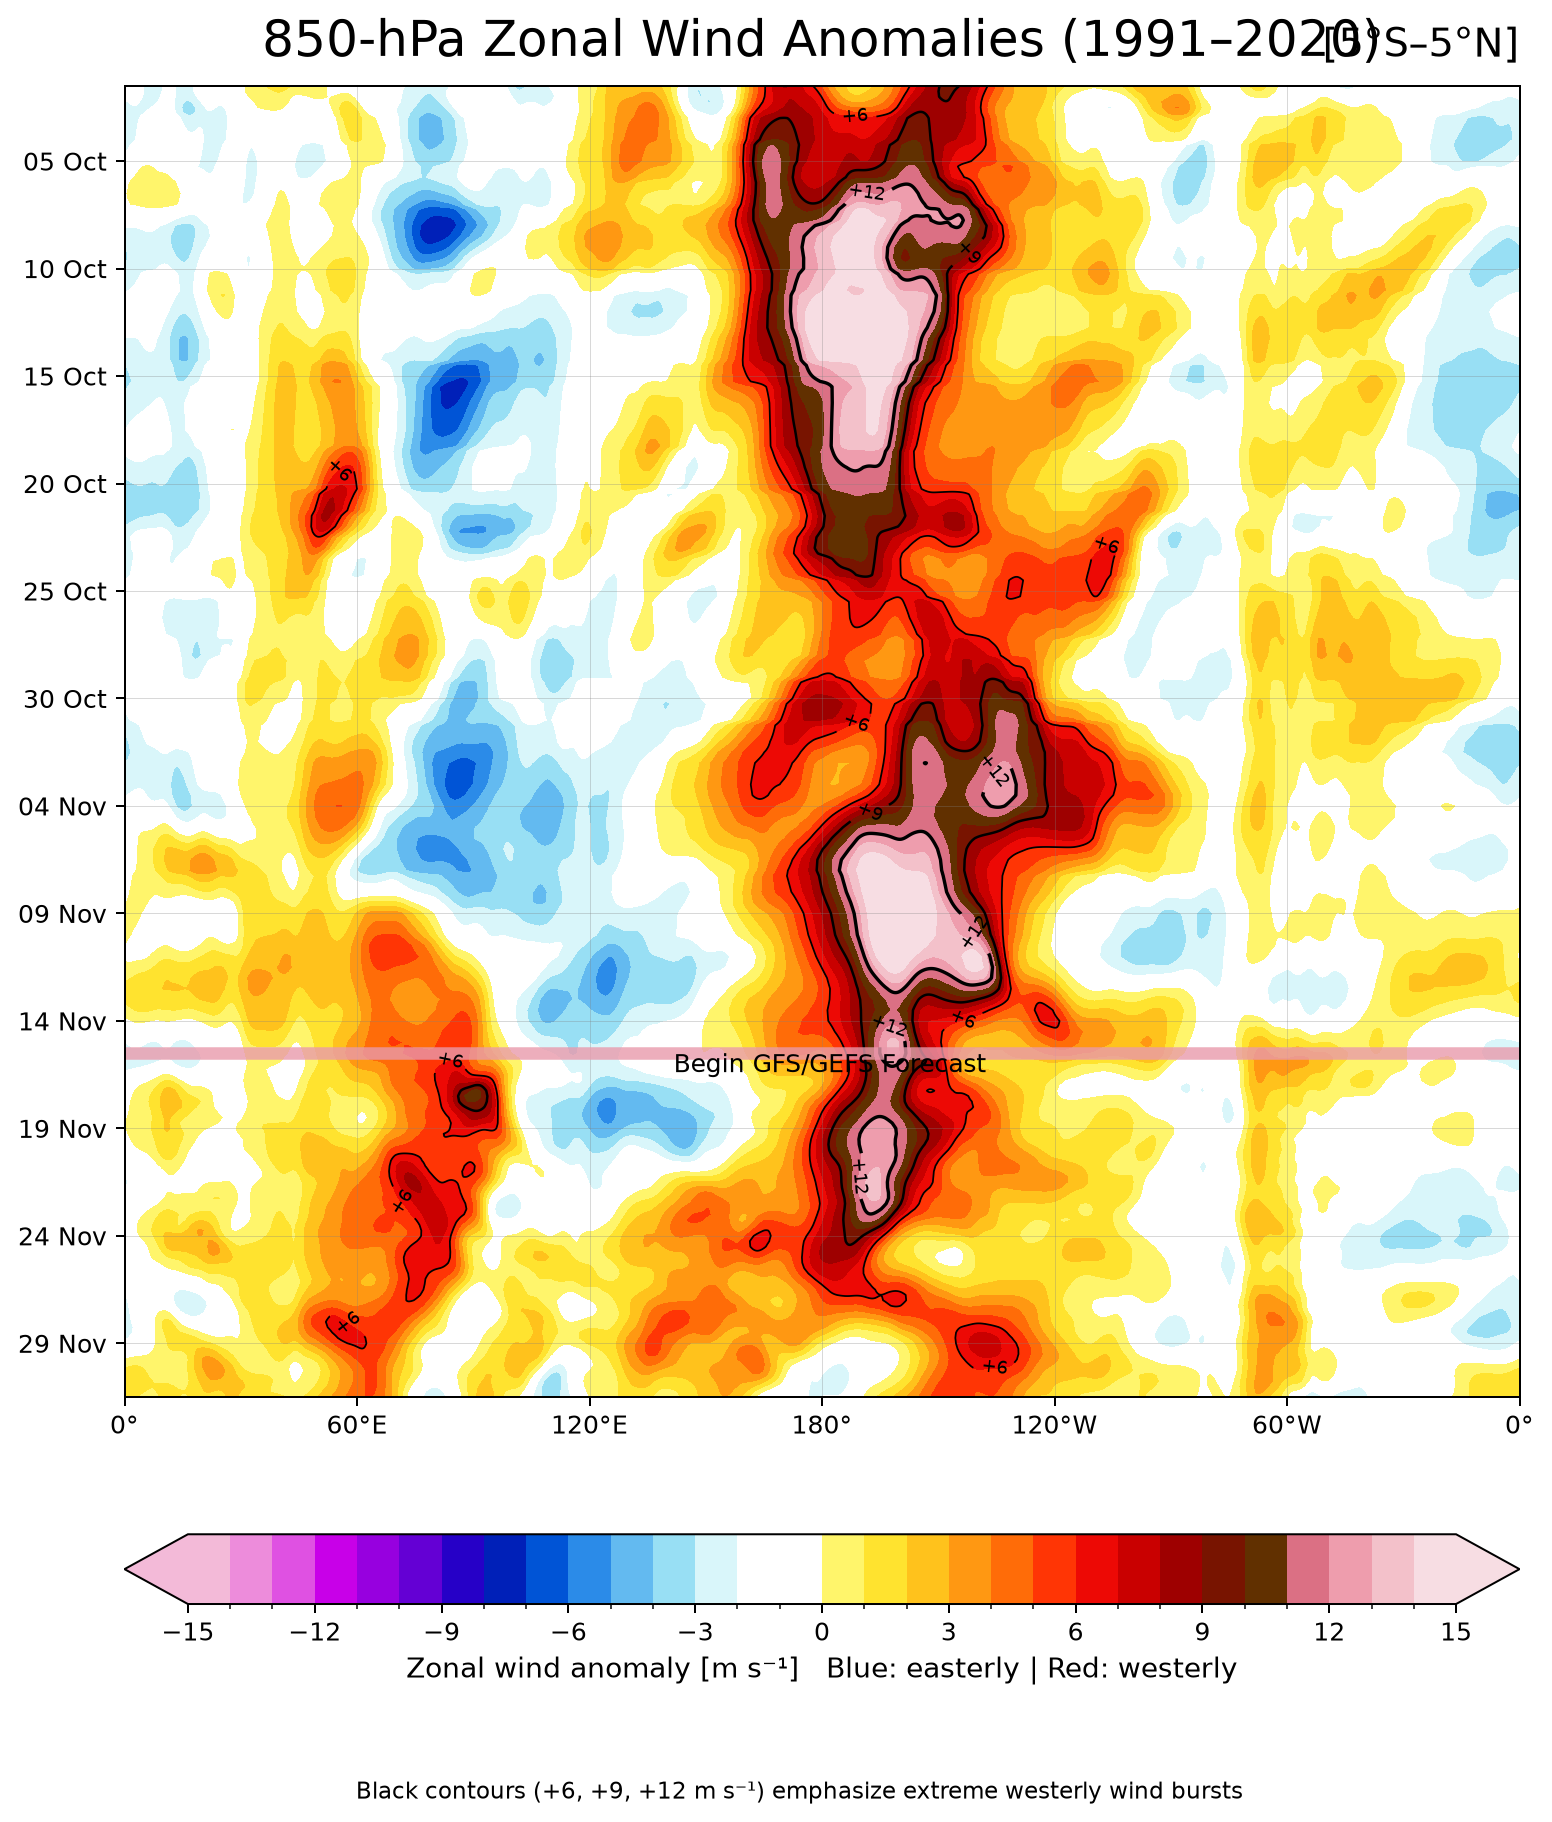 850-hPa Zonal Wind Anomalies (1991–2020)
[5°S–5°N]
+6
05 Oct
+12
+9
10 Oct
15 Oct
+6
20 Oct
+6
25 Oct
30 Oct
+6
+12
04 Nov
+9
09 Nov
+12
14 Nov
+12
+6
+6
Begin GFS/GEFS Forecast
19 Nov
+12
+6
24 Nov
+6
29 Nov
+6
0° 60°E 120°E 180° 120°W 60°W 0°
−15 −12 −9 −6 −3 0 3 6 9 12 15
Zonal wind anomaly [m s⁻¹] Blue: easterly | Red: westerly
Black contours (+6, +9, +12 m s⁻¹) emphasize extreme westerly wind bursts